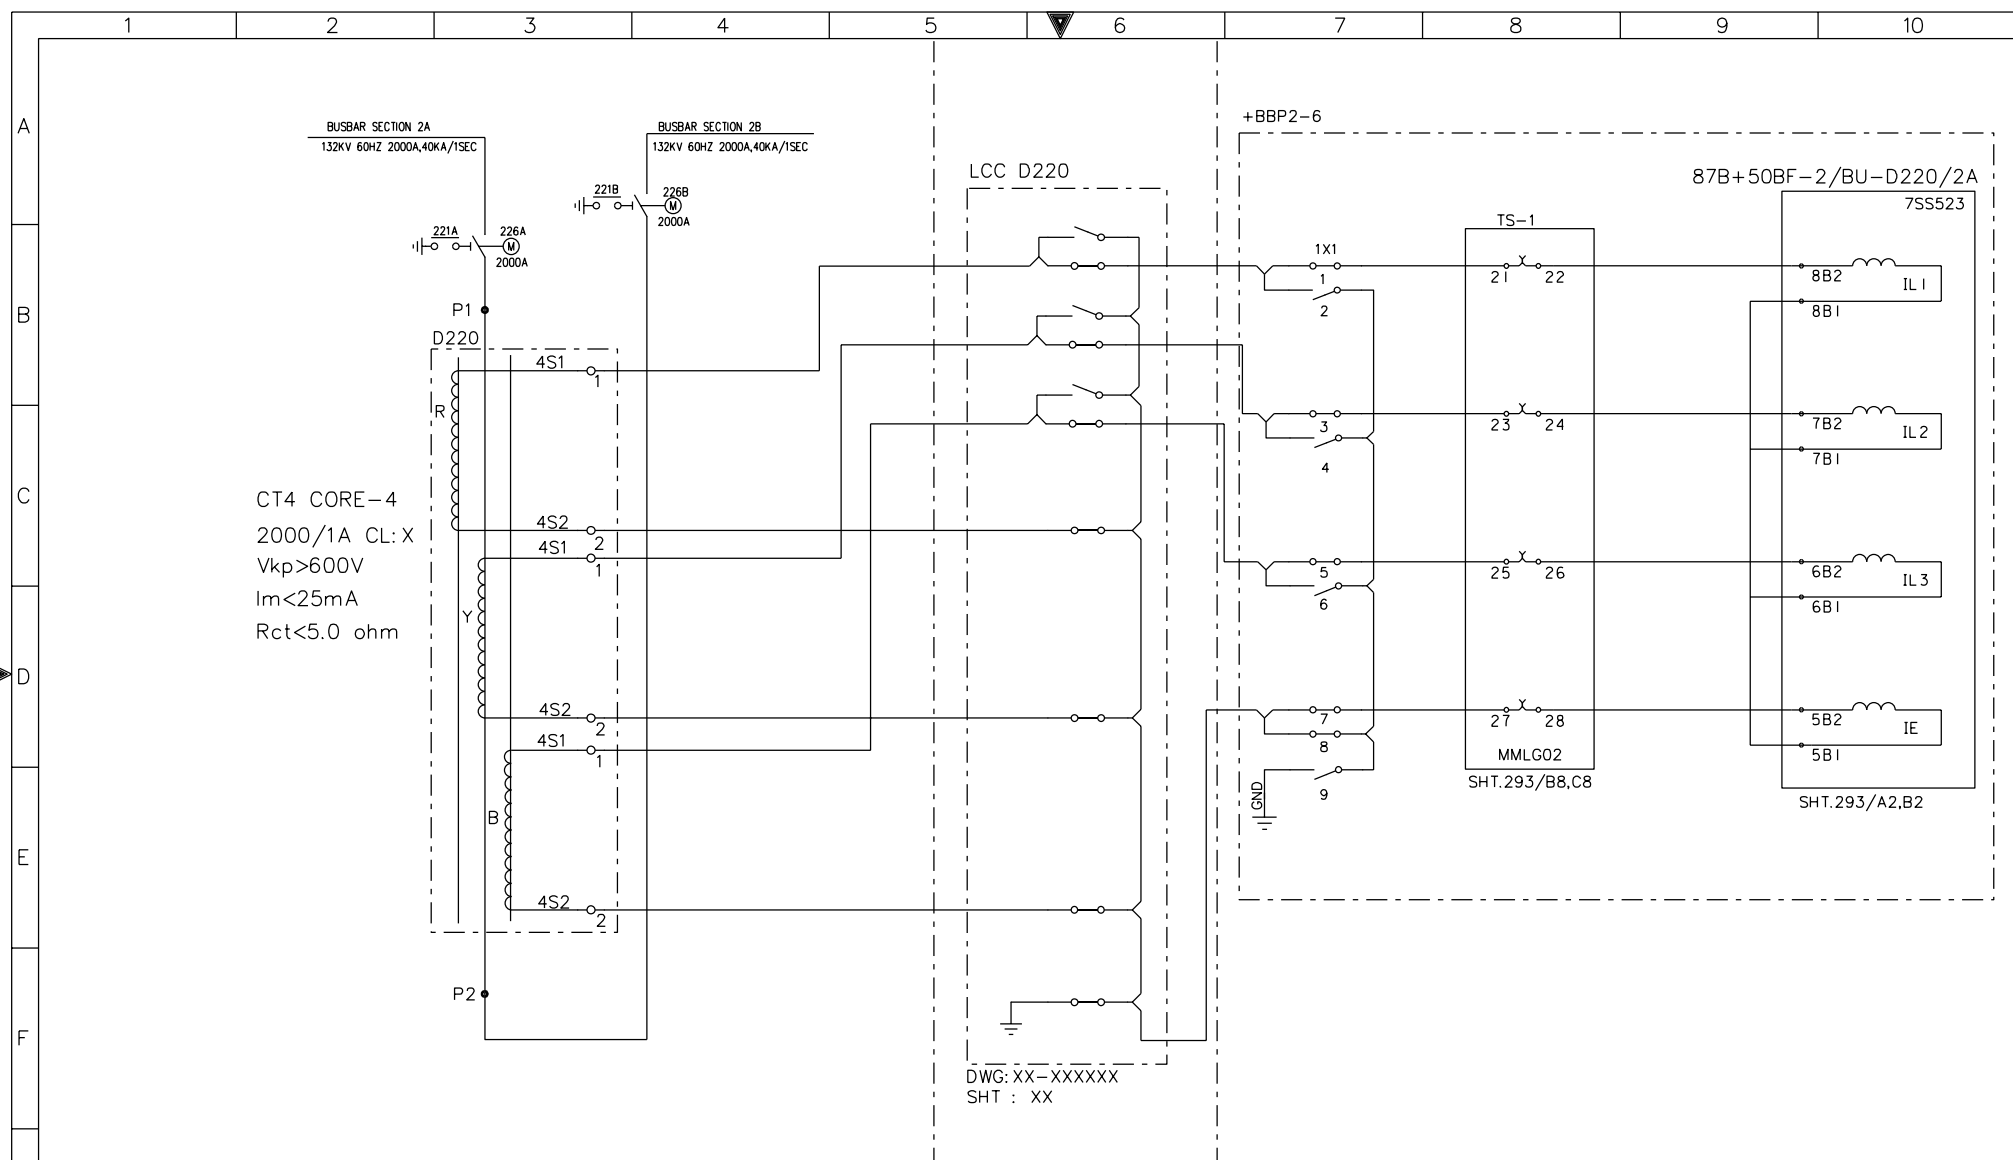 1 2 3 4 5 6 7 8 9 10
A
B
C
D
E
F
BUSBAR SECTION 2A
132KV 60HZ 2000A,40KA/1SEC
BUSBAR SECTION 2B
132KV 60HZ 2000A,40KA/1SEC
221B
226B
M
2000A
221A
226A
M
2000A
P1
D220
4S1
1
R
4S2
2
4S1
1
Y
4S2
2
4S1
1
B
4S2
2
P2
CT4 CORE-4
2000/1A CL:X
Vkp>600V
Im<25mA
Rct<5.0 ohm
LCC D220
DWG:XX-XXXXXX
SHT : XX
+BBP2-6
1X1
1
2
3
4
5
6
7
8
9
GND
TS-1
21 22
23 24
25 26
27 28
MMLG02
SHT.293/B8,C8
87B+50BF-2/BU-D220/2A
7SS523
8B2
IL1
8B1
7B2
IL2
7B1
6B2
IL3
6B1
5B2
IE
5B1
SHT.293/A2,B2